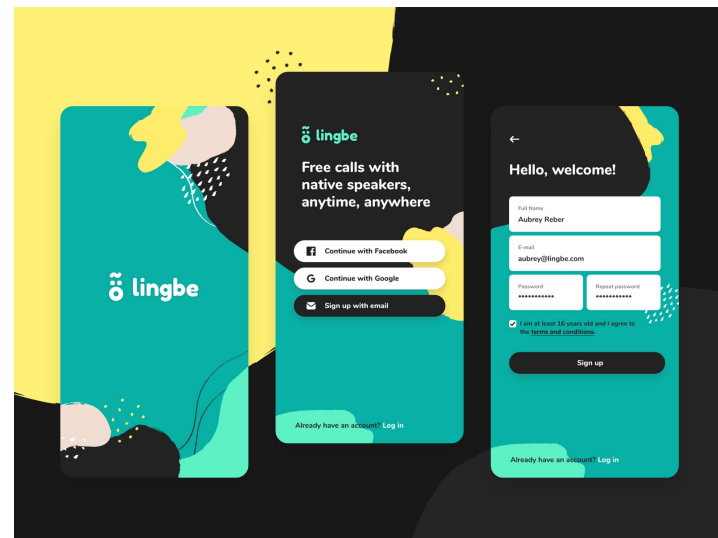 lingbe
lingbe
Free calls with
native speakers,
anytime, anywhere
Continue with Facebook
G Continue with Google
Sign up with email
Already have an account? Log in
←
Hello, welcome!
Full Name
Aubrey Reber
E-mail
aubrey@lingbe.com
Password
•••••••••••
Repeat password
•••••••••••
I am at least 16 years old and I agree to
the terms and conditions.
Sign up
Already have an account? Log in